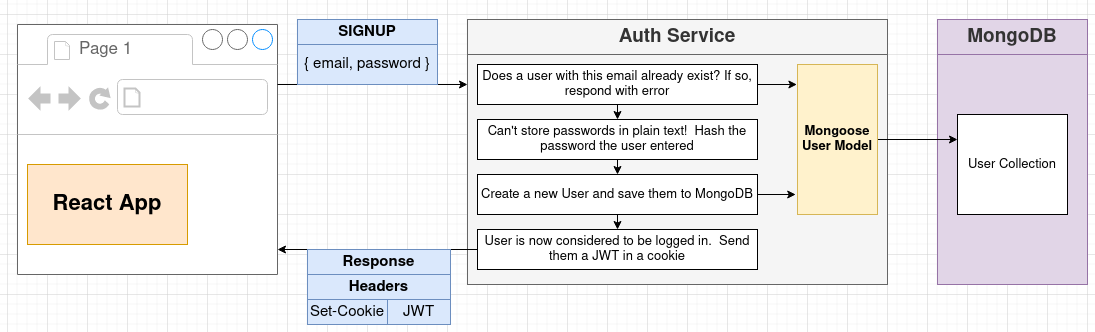 Page 1
React App
SIGNUP
{ email, password }
Response
Headers
Set-Cookie
JWT
Auth Service
Does a user with this email already exist? If so,
respond with error
Can't store passwords in plain text!  Hash the
password the user entered
Create a new User and save them to MongoDB
User is now considered to be logged in.  Send
them a JWT in a cookie
Mongoose
User Model
MongoDB
User Collection